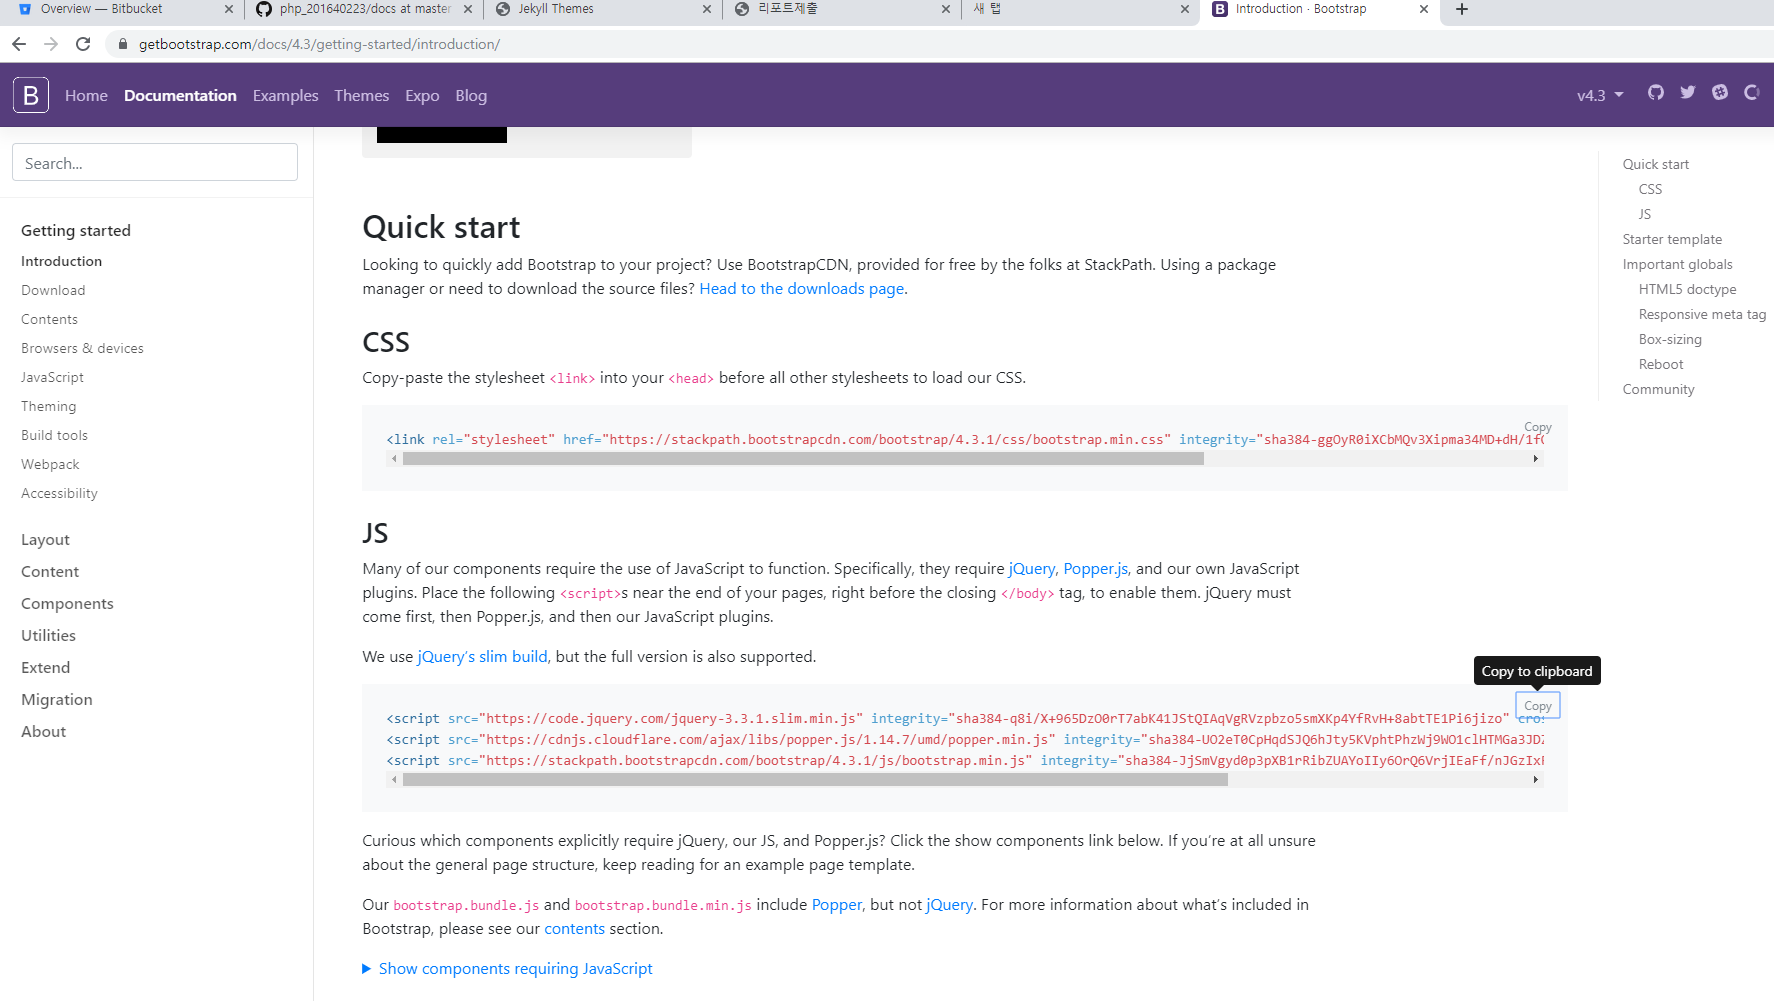 Overview — Bitbucket
php_201640223/docs at master
Jekyll Themes
리포트제출
새 탭
Introduction · Bootstrap
getbootstrap.com/docs/4.3/getting-started/introduction/
B Home Documentation Examples Themes Expo Blog v4.3
Search...
Getting started
Introduction
Download
Contents
Browsers & devices
JavaScript
Theming
Build tools
Webpack
Accessibility
Layout
Content
Components
Utilities
Extend
Migration
About
Quick start
Looking to quickly add Bootstrap to your project? Use BootstrapCDN, provided for free by the folks at StackPath. Using a package
manager or need to download the source files? Head to the downloads page.
CSS
Copy-paste the stylesheet <link> into your <head> before all other stylesheets to load our CSS.
Copy
<link rel="stylesheet" href="https://stackpath.bootstrapcdn.com/bootstrap/4.3.1/css/bootstrap.min.css" integrity="sha384-ggOyR0iXCbMQv3Xipma34MD+dH/1f
JS
Many of our components require the use of JavaScript to function. Specifically, they require jQuery, Popper.js, and our own JavaScript
plugins. Place the following <script>s near the end of your pages, right before the closing </body> tag, to enable them. jQuery must
come first, then Popper.js, and then our JavaScript plugins.
We use jQuery's slim build, but the full version is also supported.
Copy to clipboard
Copy
<script src="https://code.jquery.com/jquery-3.3.1.slim.min.js" integrity="sha384-q8i/X+965DzO0rT7abK41JStQIAqVgRVzpbzo5smXKp4YfRvH+8abtTE1Pi6jizo" cros
<script src="https://cdnjs.cloudflare.com/ajax/libs/popper.js/1.14.7/umd/popper.min.js" integrity="sha384-UO2eT0CpHqdSJQ6hJty5KVphtPhzWj9WO1clHTMGa3JDZ
<script src="https://stackpath.bootstrapcdn.com/bootstrap/4.3.1/js/bootstrap.min.js" integrity="sha384-JjSmVgyd0p3pXB1rRibZUAYoIIy6OrQ6VrjIEaFf/nJGzIx
Curious which components explicitly require jQuery, our JS, and Popper.js? Click the show components link below. If you're at all unsure
about the general page structure, keep reading for an example page template.
Our bootstrap.bundle.js and bootstrap.bundle.min.js include Popper, but not jQuery. For more information about what's included in
Bootstrap, please see our contents section.
Show components requiring JavaScript
Quick start
CSS
JS
Starter template
Important globals
HTML5 doctype
Responsive meta tag
Box-sizing
Reboot
Community